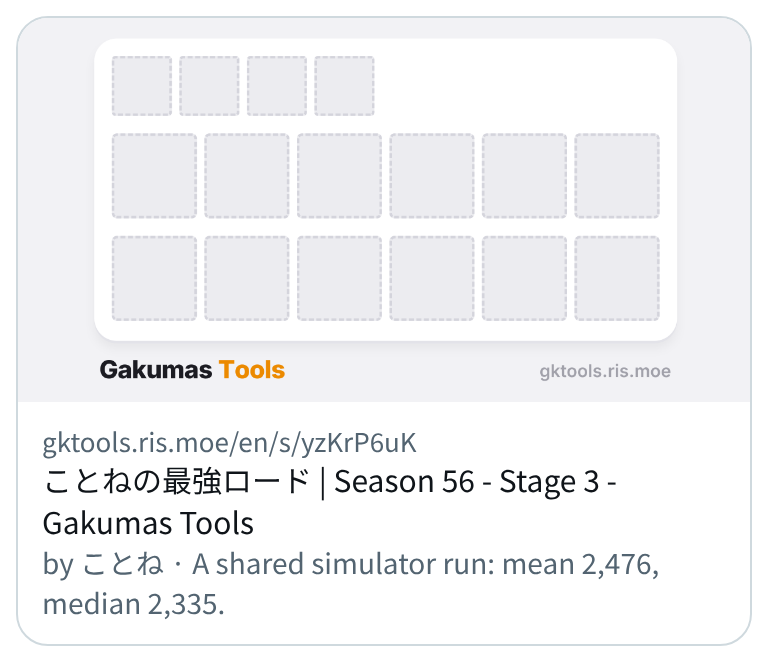 Gakumas Tools
gktools.ris.moe
gktools.ris.moe/en/s/yzKrP6uK
ことねの最強ロード | Season 56 - Stage 3 -
Gakumas Tools
by ことね · A shared simulator run: mean 2,476,
median 2,335.